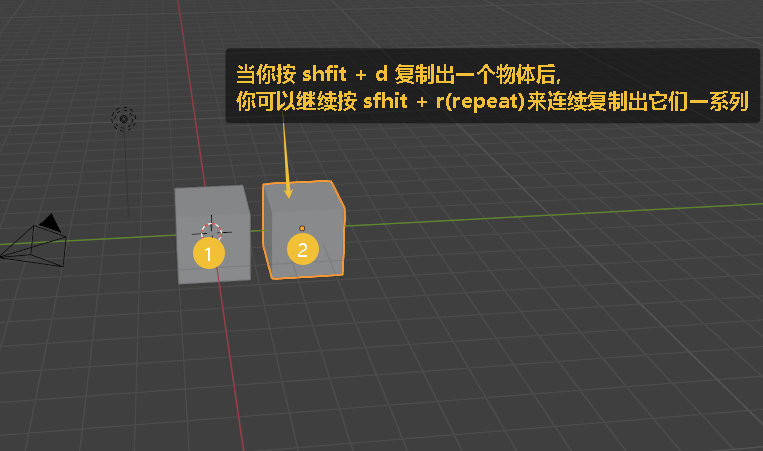 当你按 shfit + d 复制出一个物体后,
你可以继续按 sfhit + r(repeat)来连续复制出它们一系列
1
2